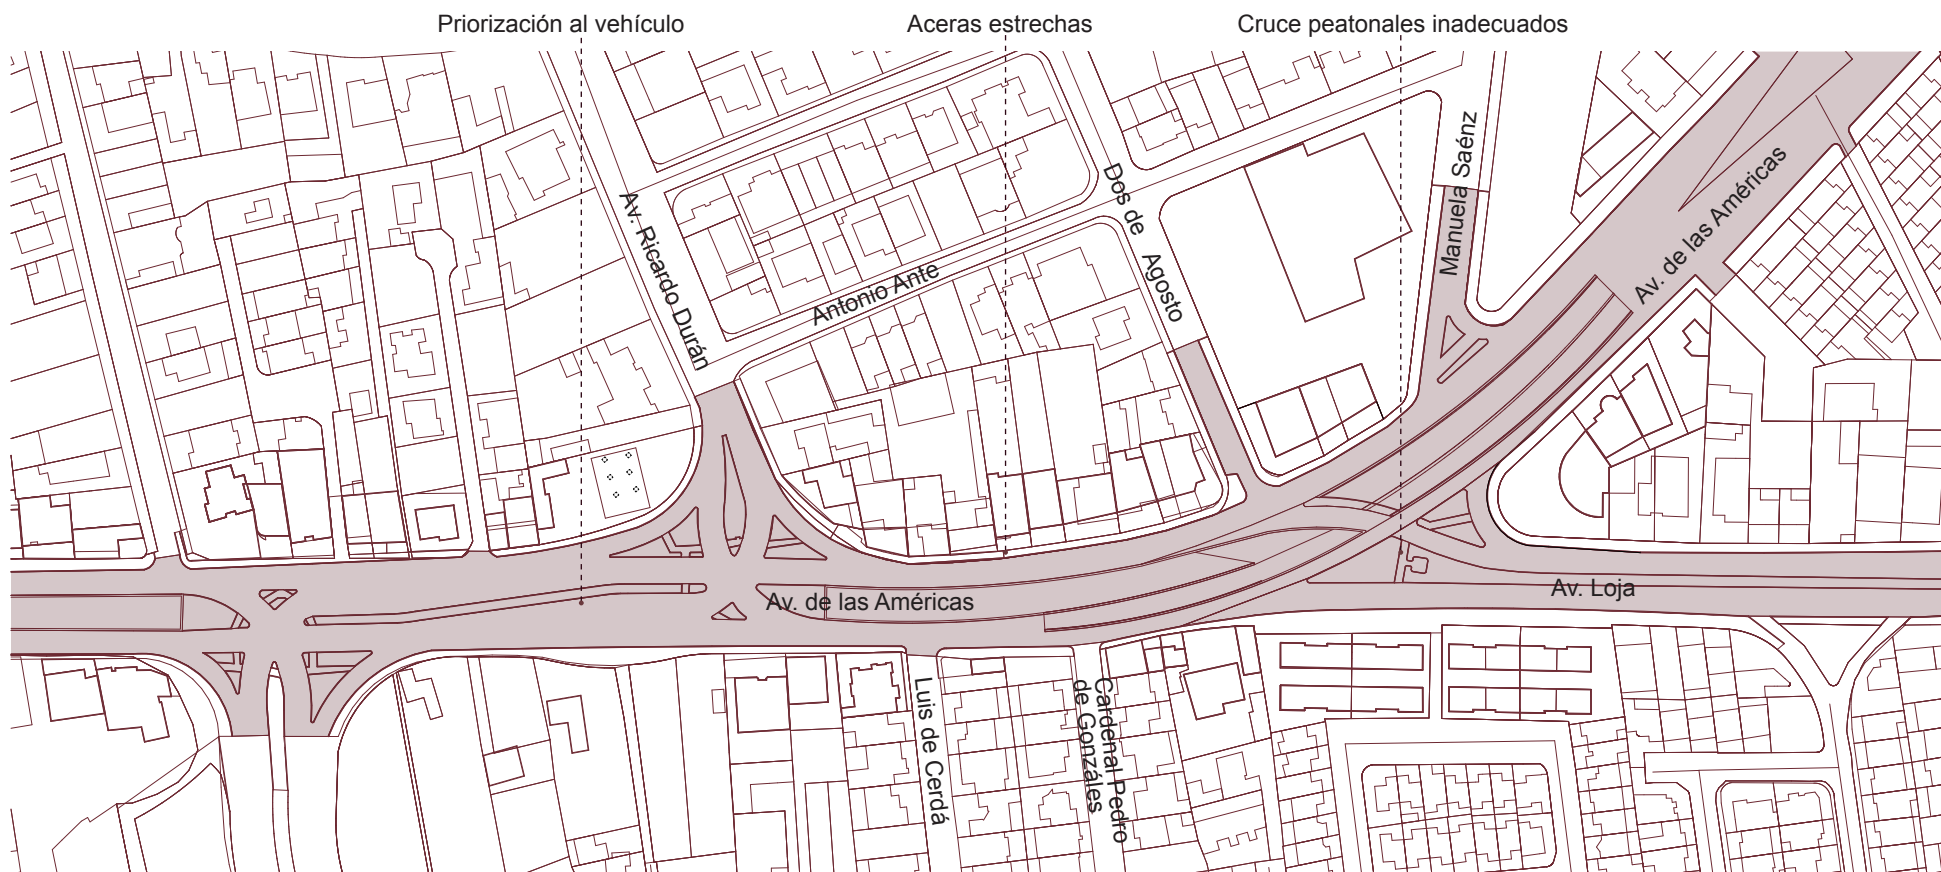 Priorización al vehículo
Aceras estrechas
Cruce peatonales inadecuados
Av. Ricardo Durán
Antonio Ante
Dos de Agosto
Manuela Saénz
Av. de las Américas
Av. de las Américas
Av. Loja
Luis de Cerdá
Cardenal Pedro
de Gonzáles